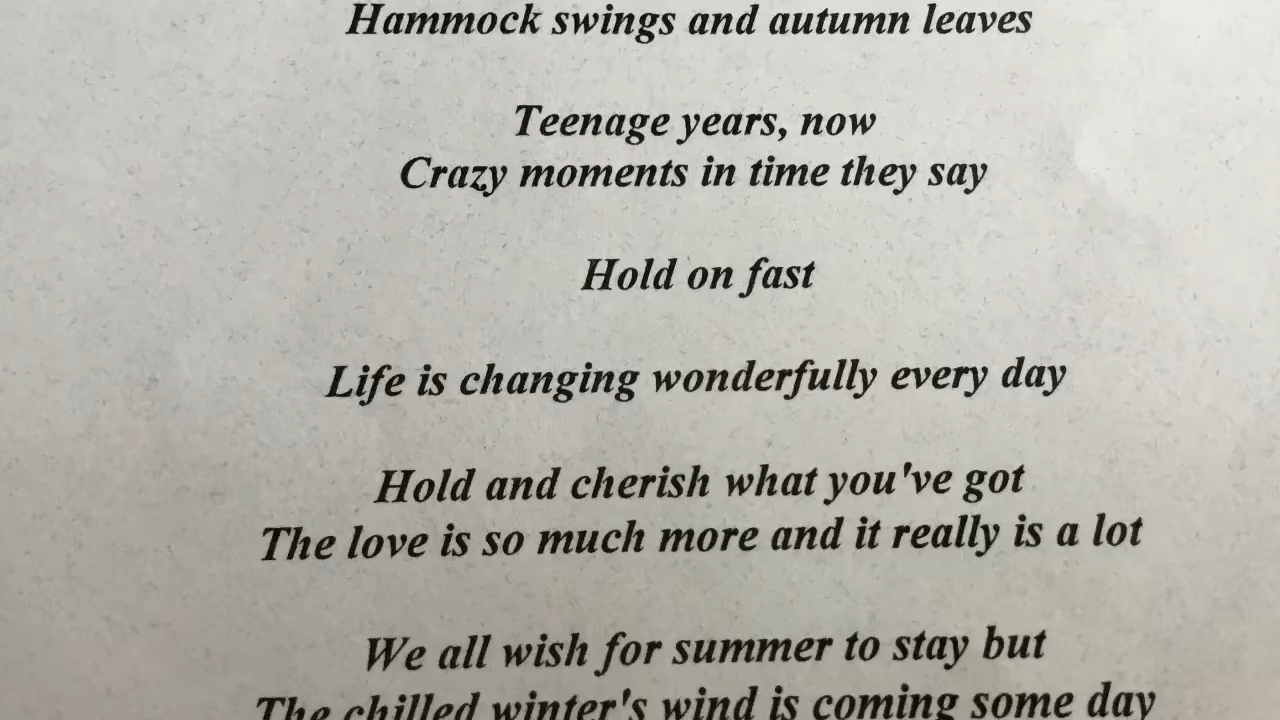 Hammock swings and autumn leaves
Teenage years, now
Crazy moments in time they say
Hold on fast
Life is changing wonderfully every day
Hold and cherish what you've got
The love is so much more and it really is a lot
We all wish for summer to stay but
The chilled winter's wind is coming some day